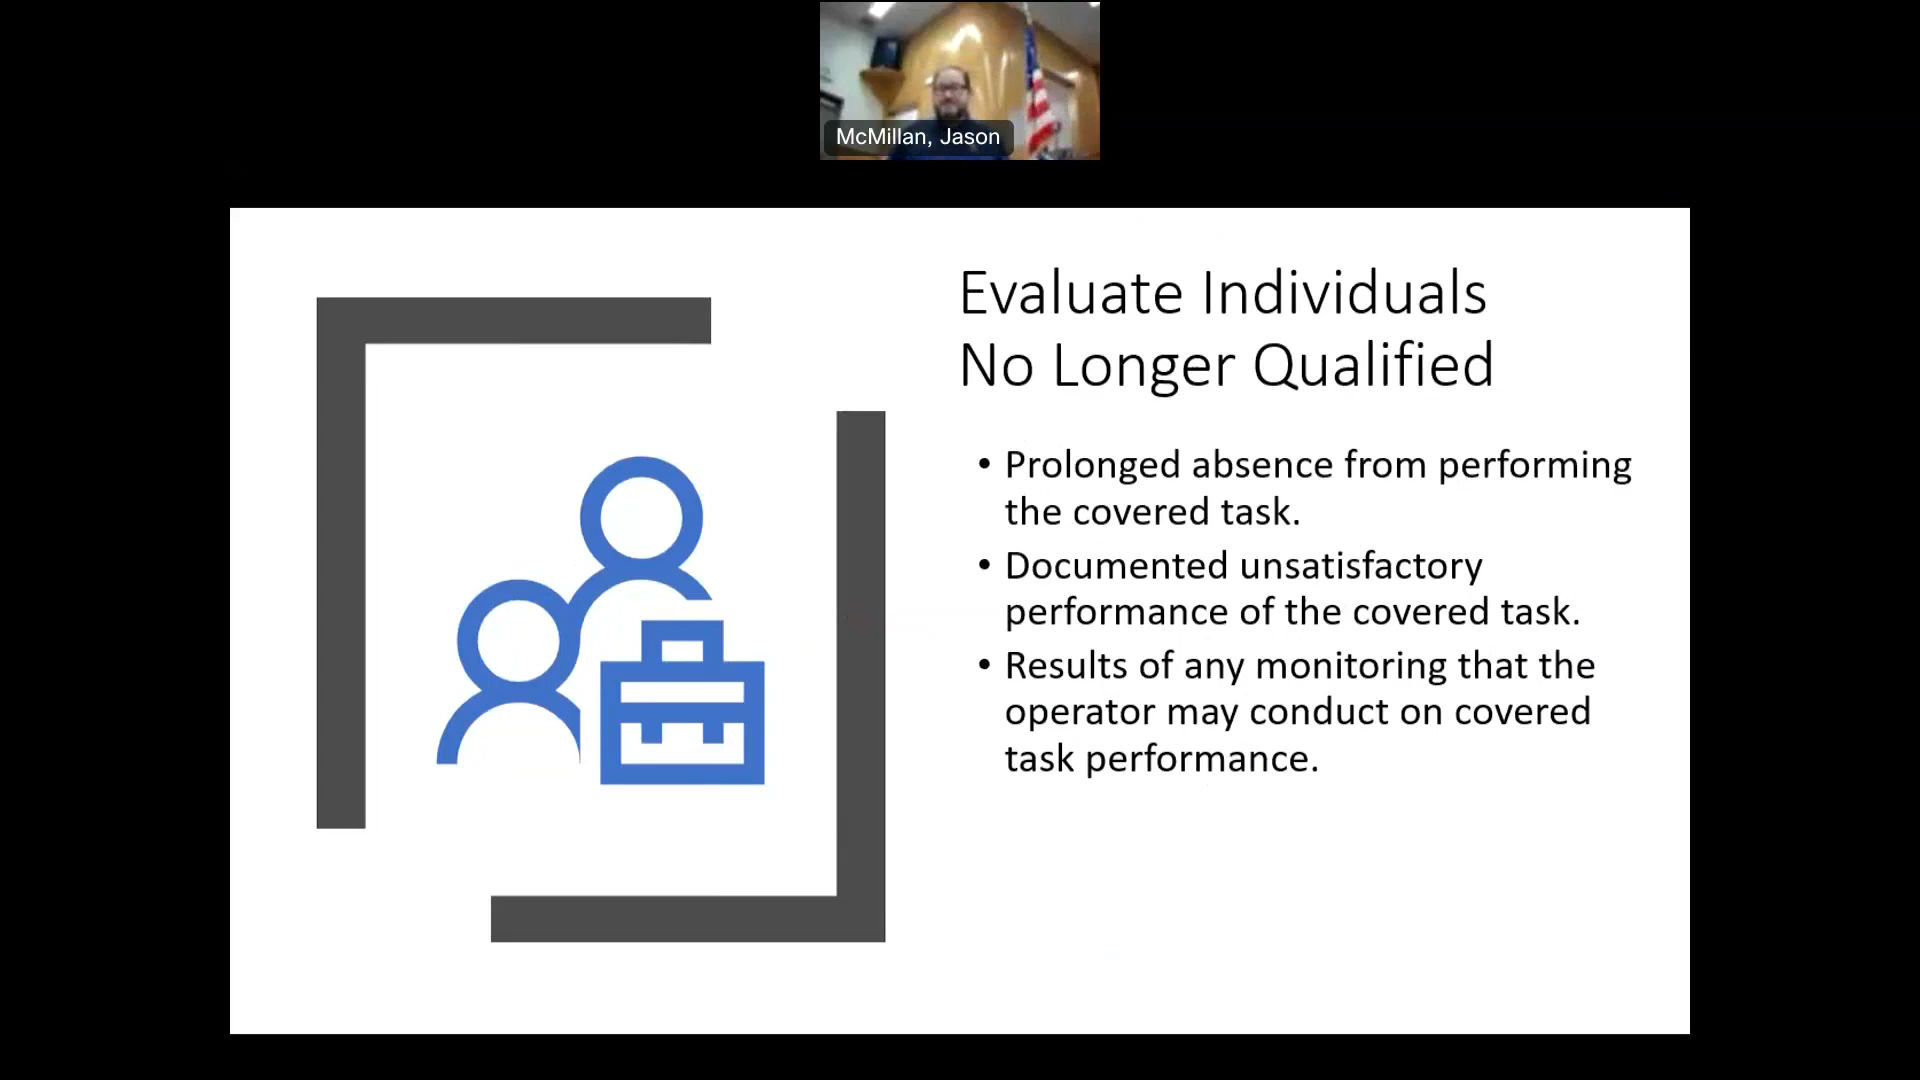 McMillan, Jason
Evaluate Individuals
No Longer Qualified
• Prolonged absence from performing
the covered task.
• Documented unsatisfactory
performance of the covered task.
• Results of any monitoring that the
operator may conduct on covered
task performance.